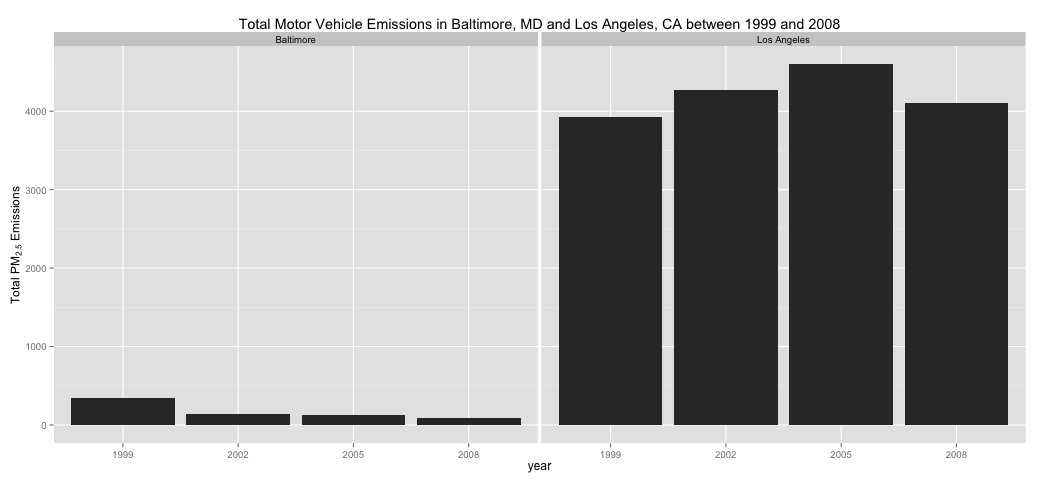 Total Motor Vehicle Emissions in Baltimore, MD and Los Angeles, CA between 1999 and 2008
Baltimore
Los Angeles
Total PM2.5 Emissions
4000
3000
2000
1000
0
1999
2002
2005
2008
1999
2002
2005
2008
year